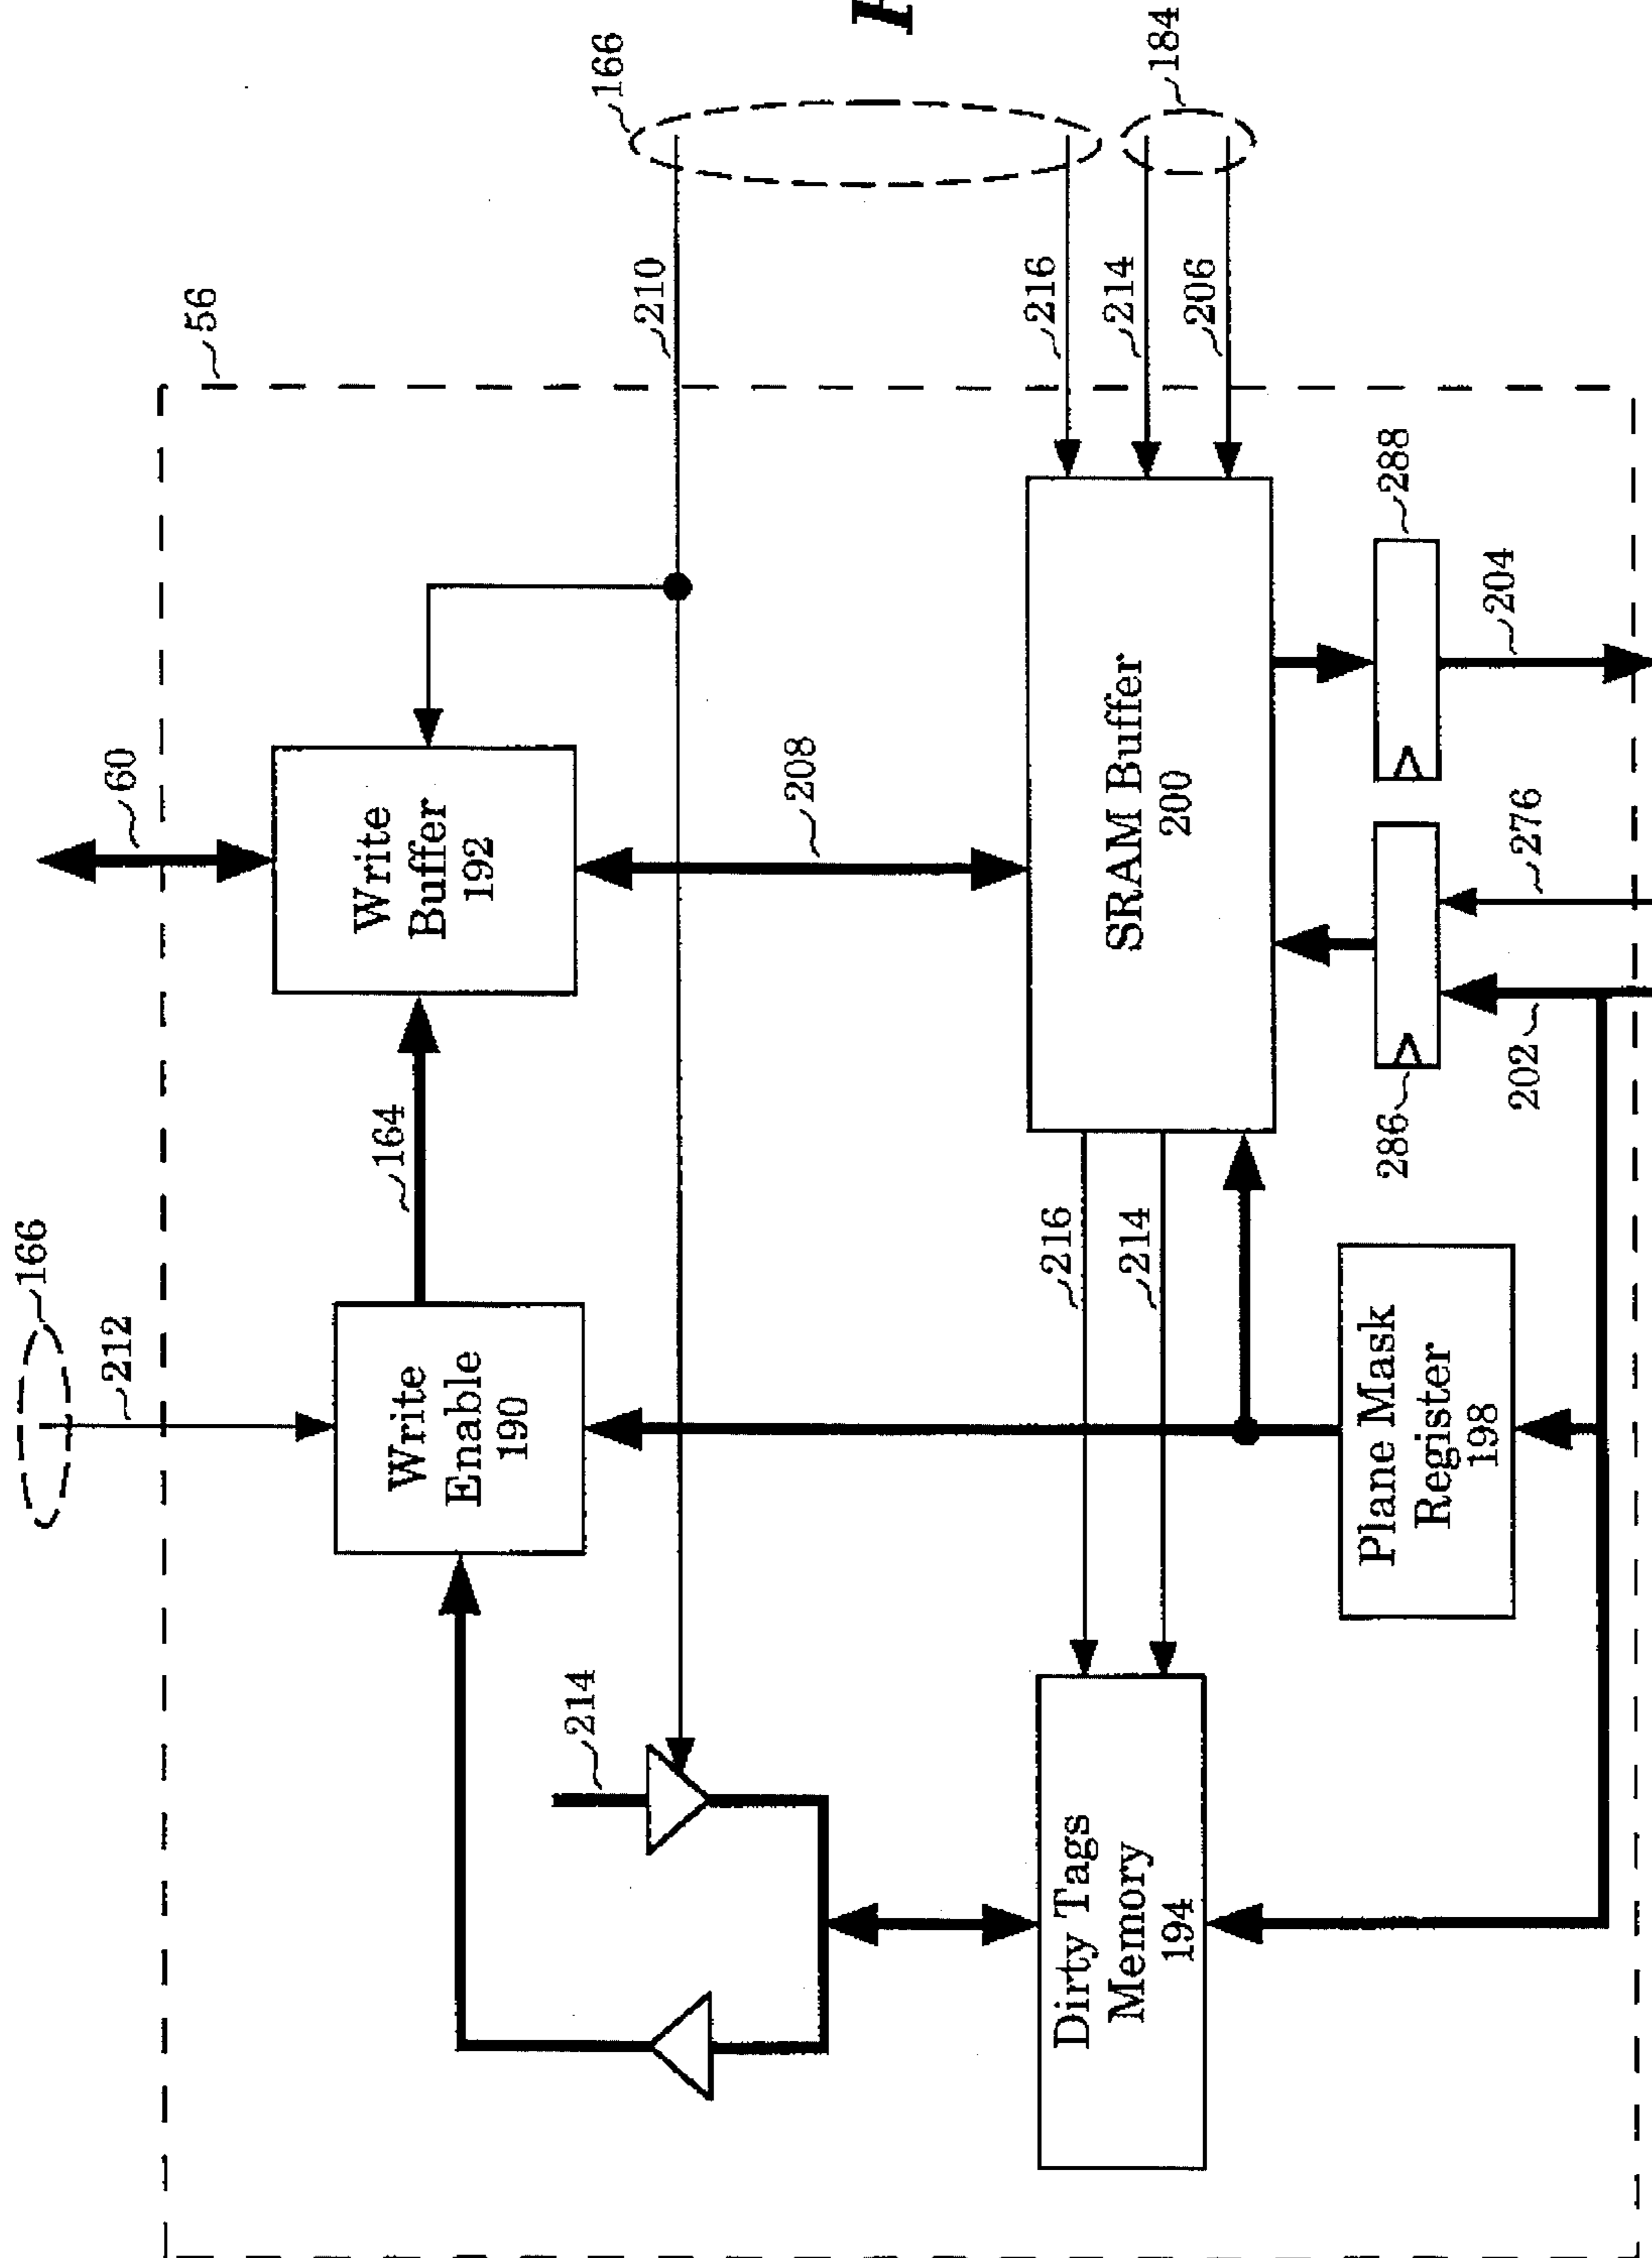 166
212
60
56
Write
Enable
190
164
Write
Buffer
192
210
166
214
208
Dirty Tags
Memory
194
216
214
SRAM Buffer
200
216
214
206
184
Plane Mask
Register
198
286
202
276
288
204